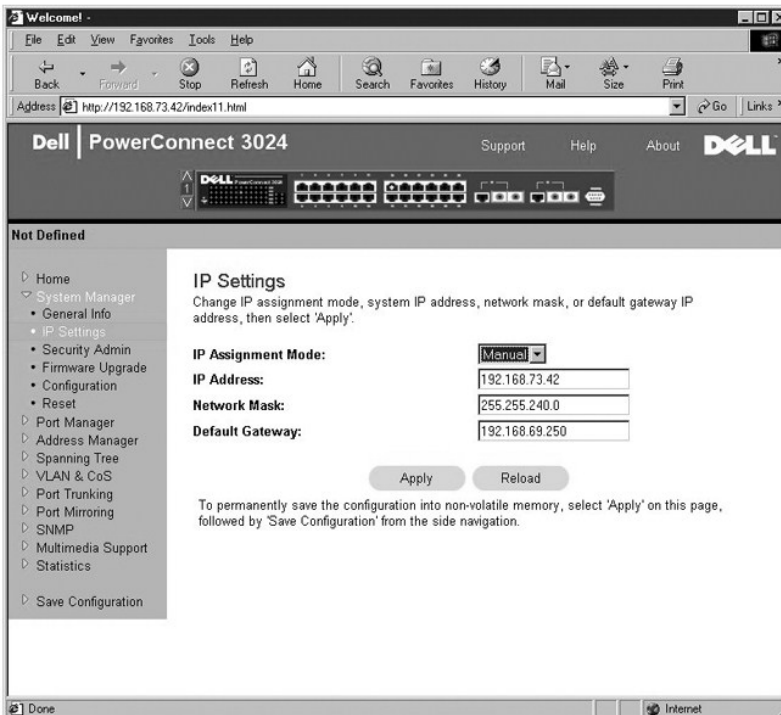 Welcome! -
File Edit View Favorites Tools Help
Back Forward Stop Refresh Home Search Favorites History Mail Size Print
Address http://192.168.73.42/index11.html Go Links
Dell PowerConnect 3024
Support Help About DELL
DELL
1
Not Defined
Home
System Manager
• General Info
• IP Settings
• Security Admin
• Firmware Upgrade
• Configuration
• Reset
Port Manager
Address Manager
Spanning Tree
VLAN & CoS
Port Trunking
Port Mirroring
SNMP
Multimedia Support
Statistics
Save Configuration
IP Settings
Change IP assignment mode, system IP address, network mask, or default gateway IP
address, then select 'Apply'.
IP Assignment Mode: Manual
IP Address: 192.168.73.42
Network Mask: 255.255.240.0
Default Gateway: 192.168.69.250
Apply Reload
To permanently save the configuration into non-volatile memory, select 'Apply' on this page,
followed by 'Save Configuration' from the side navigation.
Done Internet